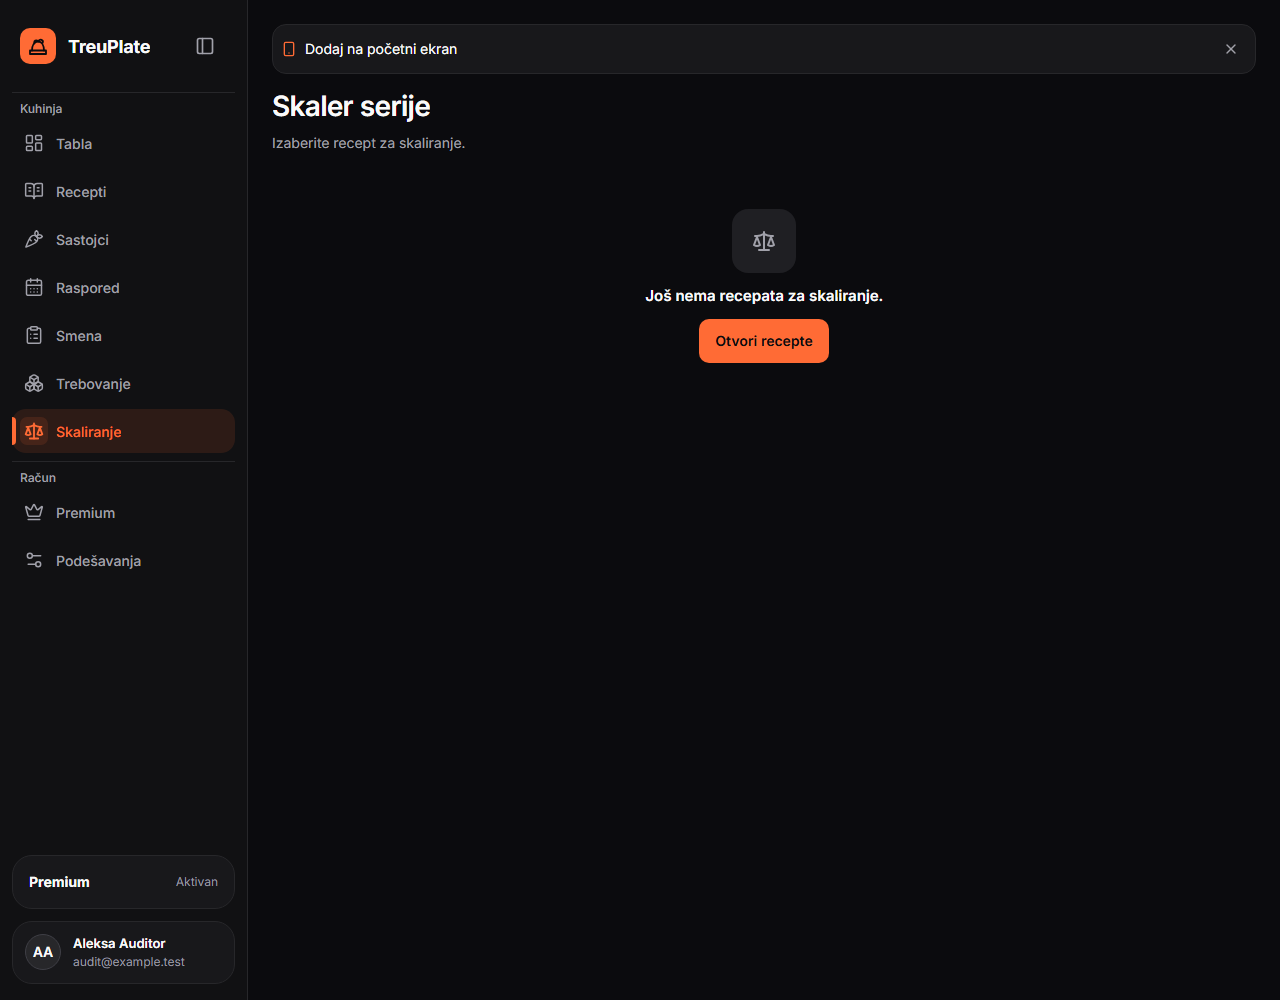 TreuPlate
Kuhinja
Tabla
Recepti
Sastojci
Raspored
Smena
Trebovanje
Skaliranje
Račun
Premium
Podešavanja
Premium
Aktivan
AA
Aleksa Auditor
audit@example.test
Dodaj na početni ekran
Skaler serije
Izaberite recept za skaliranje.
Još nema recepata za skaliranje.
Otvori recepte